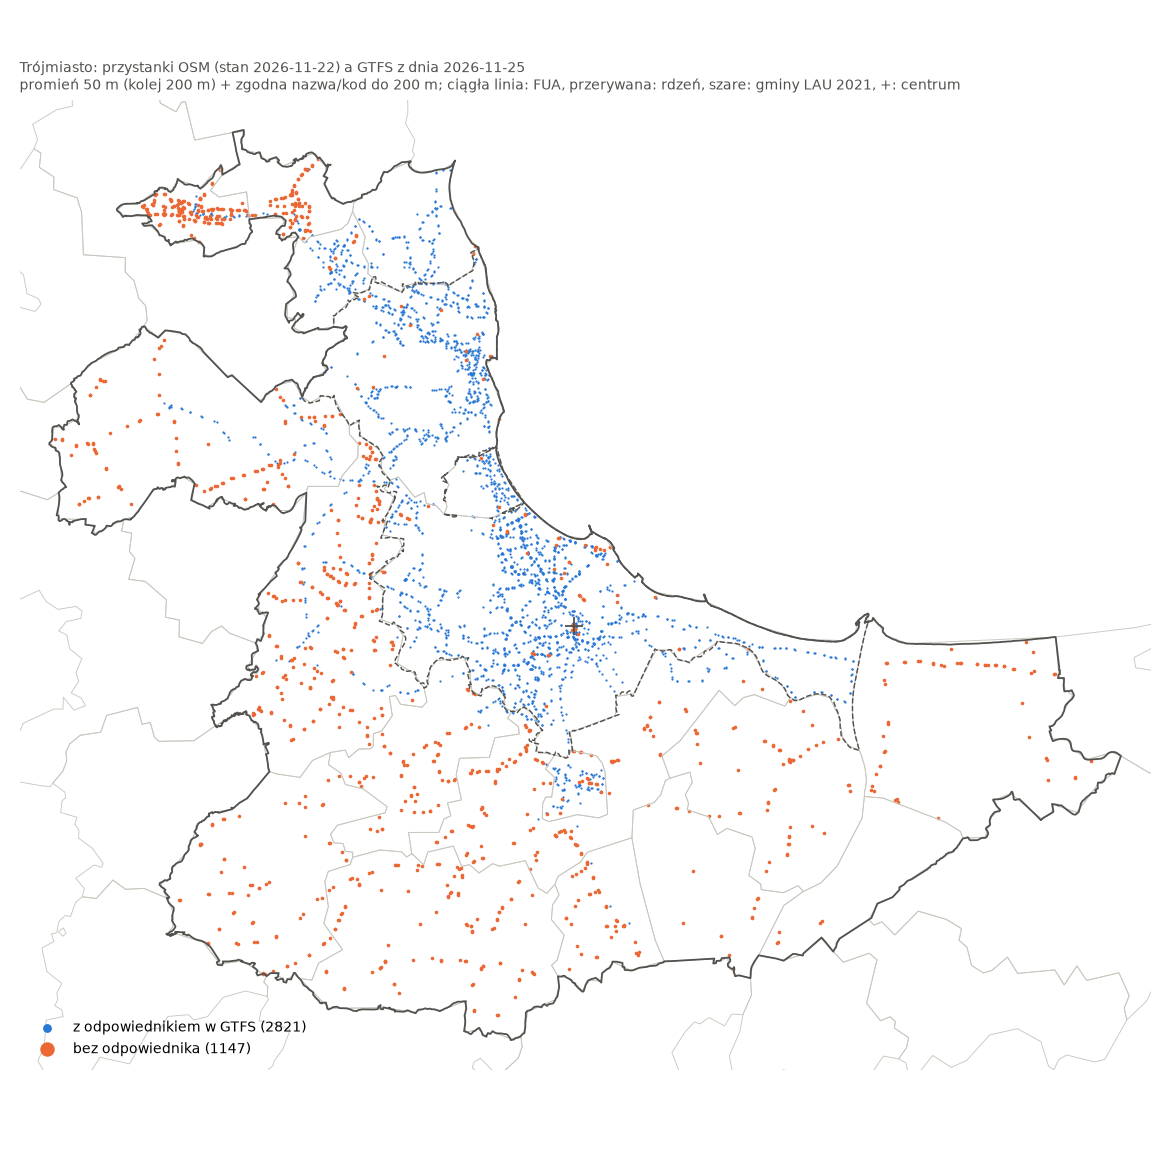 Trójmiasto: przystanki OSM (stan 2026-11-22) a GTFS z dnia 2026-11-25
promień 50 m (kolej 200 m) + zgodna nazwa/kod do 200 m; ciągła linia: FUA, przerywana: rdzeń, szare: gminy LAU 2021, +: centrum
z odpowiednikiem w GTFS (2821)
bez odpowiednika (1147)